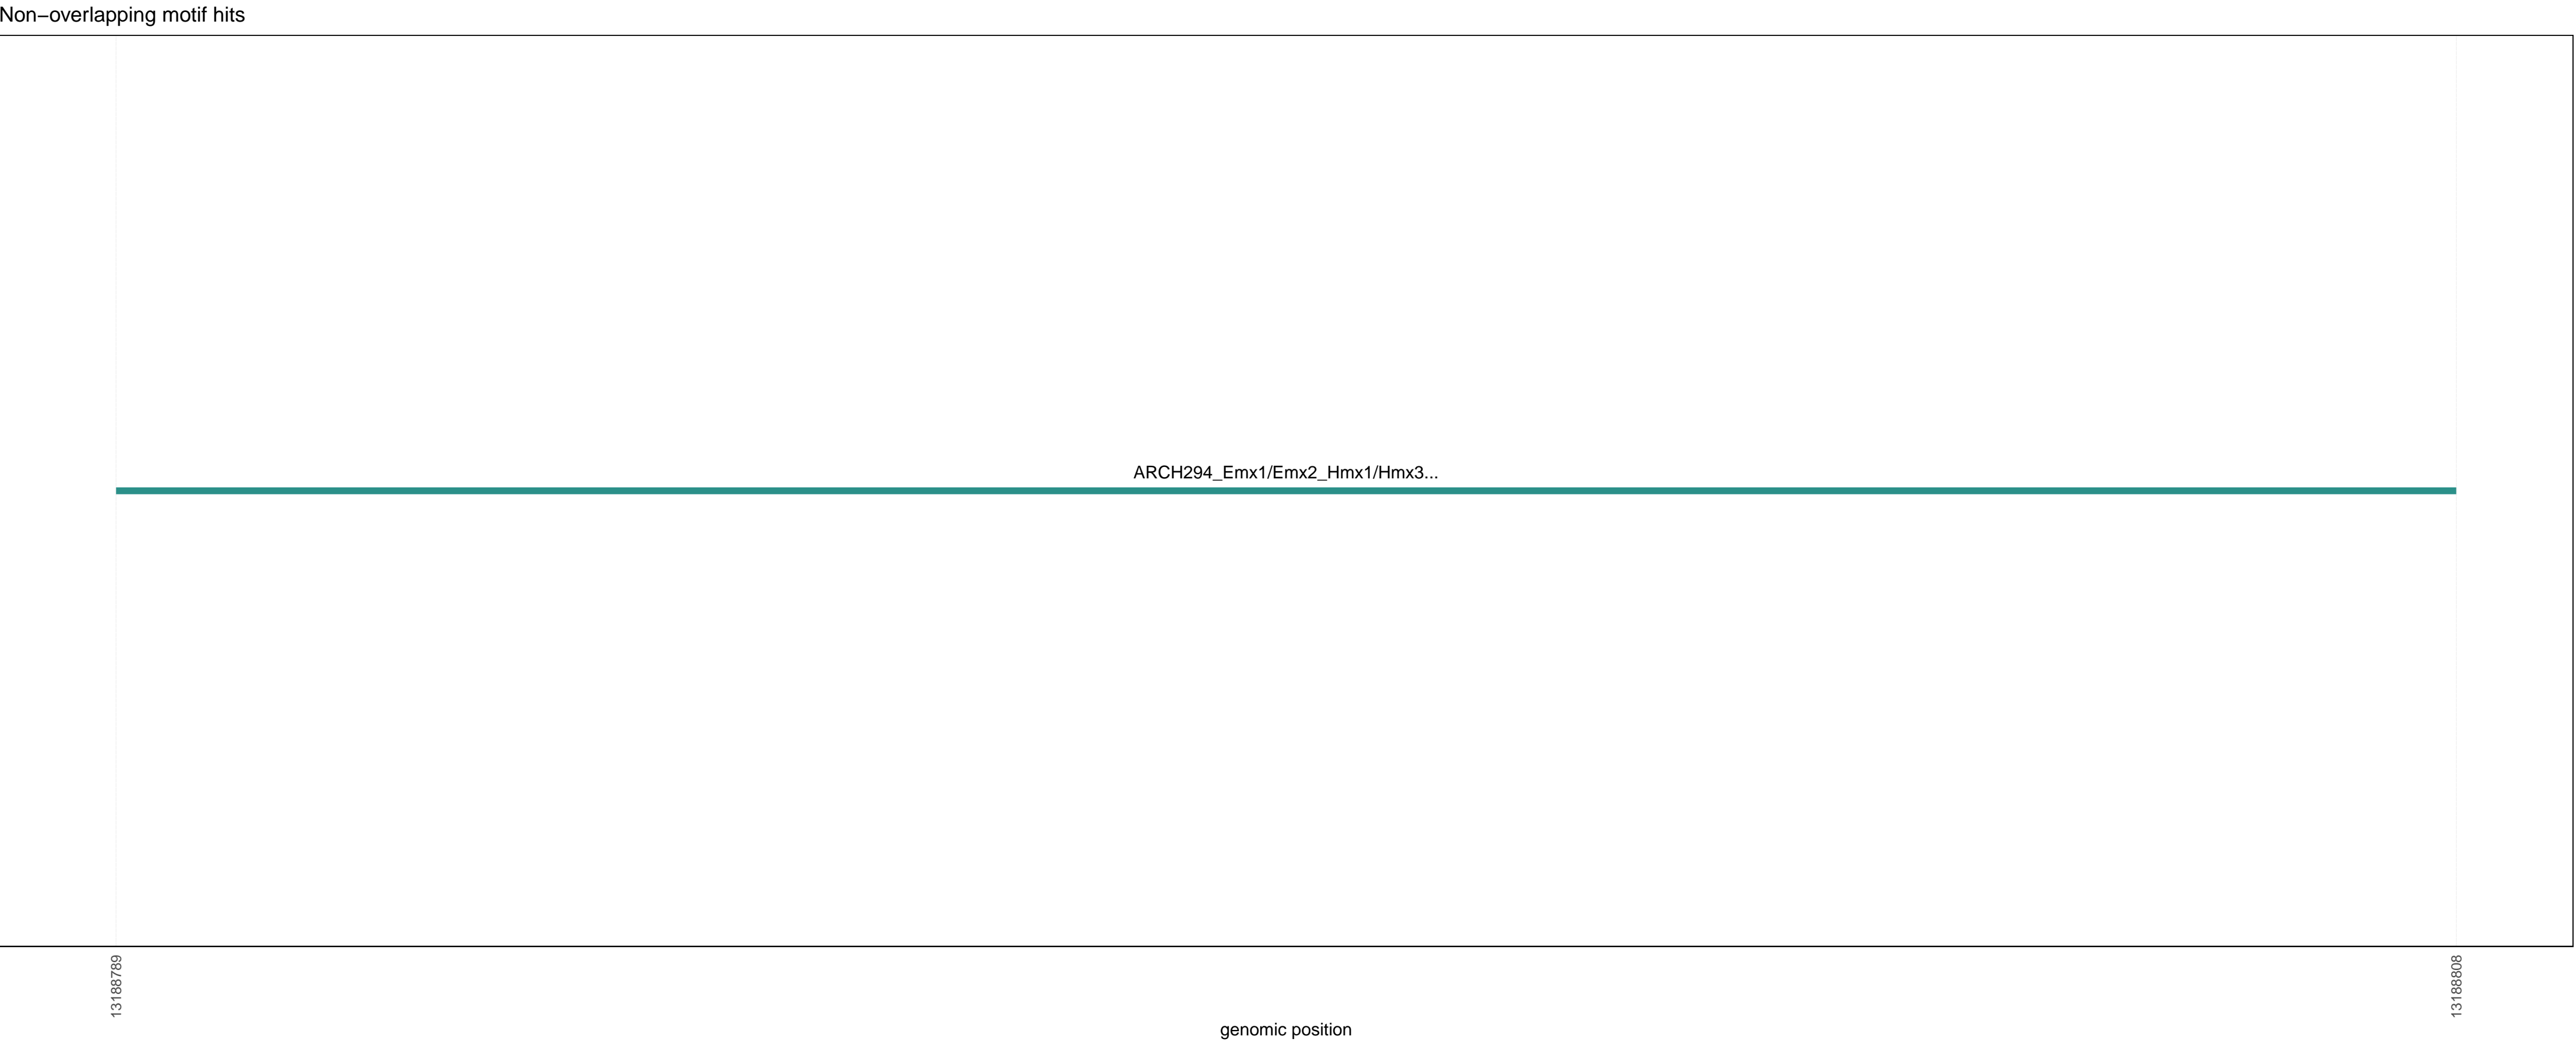 Non−overlapping motif hits
ARCH294_Emx1/Emx2_Hmx1/Hmx3...
13188789
13188808
genomic position